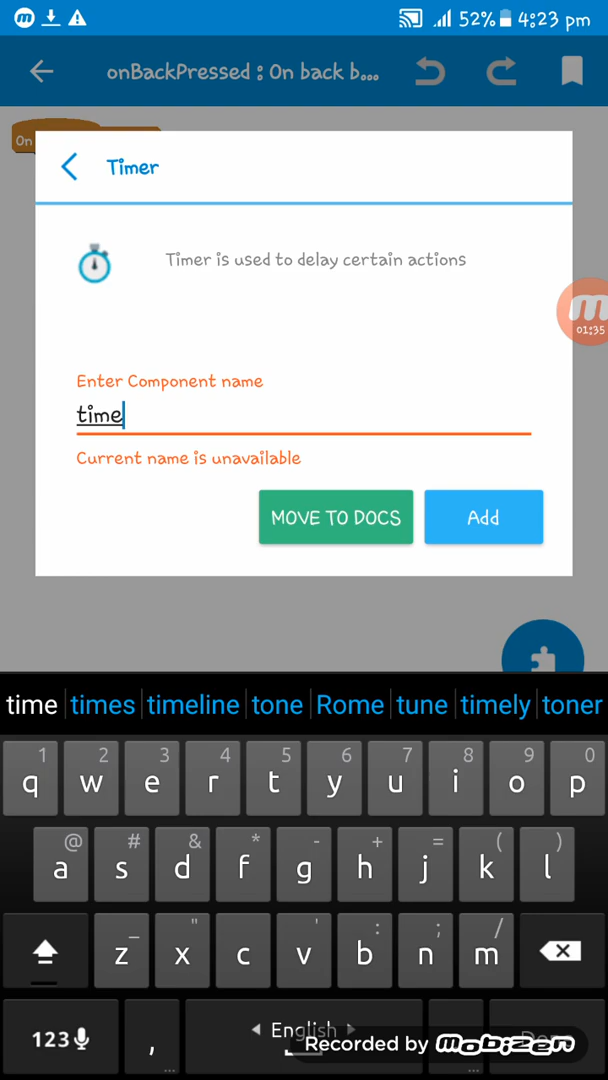 52% 4:23 pm
onBackPressed : On back b...
On
Timer
01:35
Timer is used to delay certain actions
Enter Component name
time
Current name is unavailable
MOVE TO DOCS Add
time times timeline tone Rome tune timely toner
1 2 3 4 5 6 7 8 9 0
q w e r t y u i o p
@ # & * - + = ( )
a s d f g h j k l
_ " ' : ; /
z x c v b n m
123 , English
Recorded by mobizen